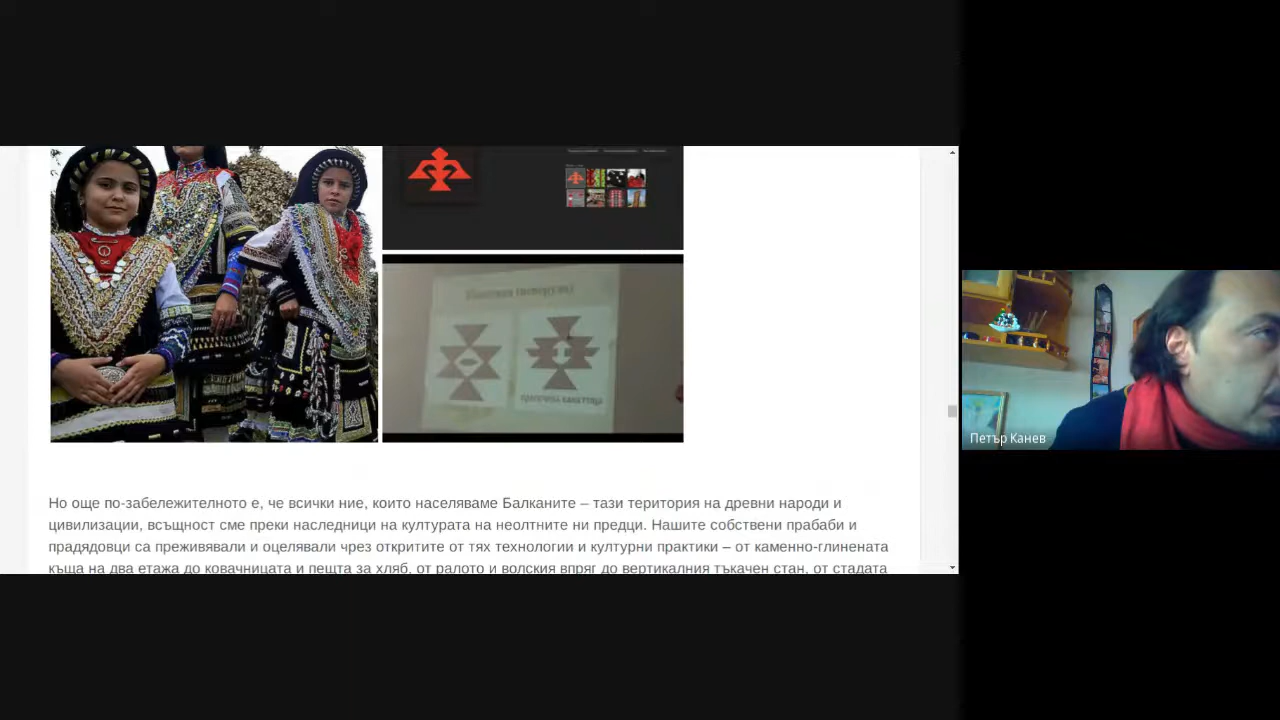 Но още по-забележителното е, че всички ние, които населяваме Балканите – тази територия на древни народи и
цивилизации, всъщност сме преки наследници на културата на неолтните ни предци. Нашите собствени прабаби и
прадядовци са преживявали и оцелявали чрез откритите от тях технологии и културни практики – от каменно-глинената
къща на два етажа до ковачницата и пещта за хляб, от ралото и волския впряг до вертикалния тъкачен стан, от стадата
Петър Канев